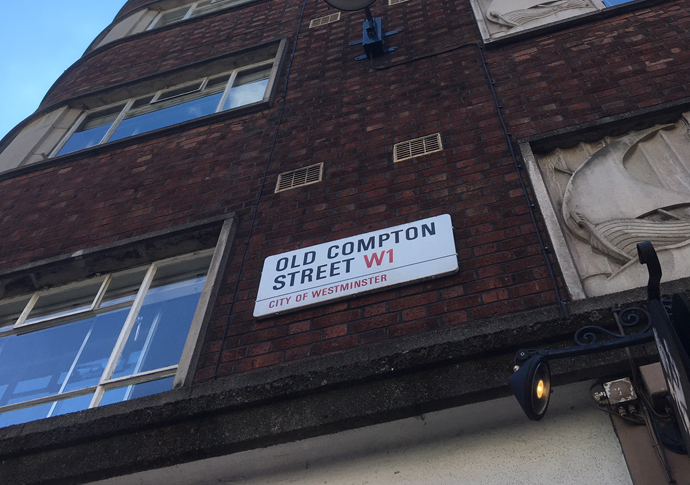 OLD COMPTON
STREET W1
CITY OF WESTMINSTER